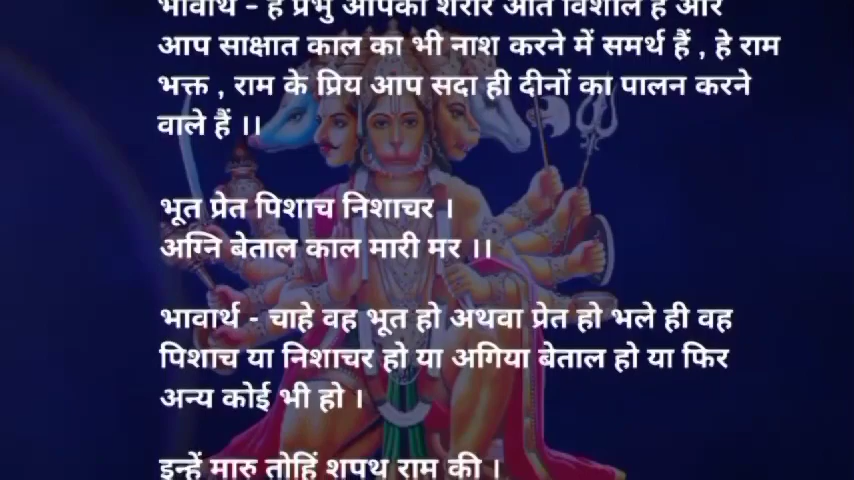 भावार्थ - हे प्रभु आपका शरीर अति विशाल है और
आप साक्षात काल का भी नाश करने में समर्थ हैं , हे राम
भक्त , राम के प्रिय आप सदा ही दीनों का पालन करने
वाले हैं ।।
भूत प्रेत पिशाच निशाचर ।
अग्नि बेताल काल मारी मर ।।
भावार्थ - चाहे वह भूत हो अथवा प्रेत हो भले ही वह
पिशाच या निशाचर हो या अगिया बेताल हो या फिर
अन्य कोई भी हो ।
इन्हें मारु तोहिं शपथ राम की ।